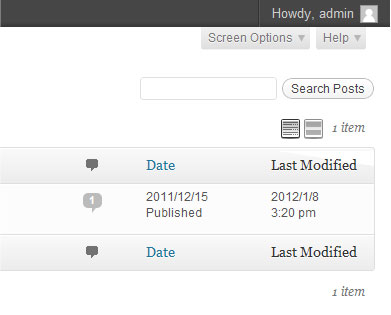 Howdy, admin
Screen Options Help
Search Posts
1 item
Date Last Modified
1 2011/12/15 2012/1/8
Published 3:20 pm
Date Last Modified
1 item